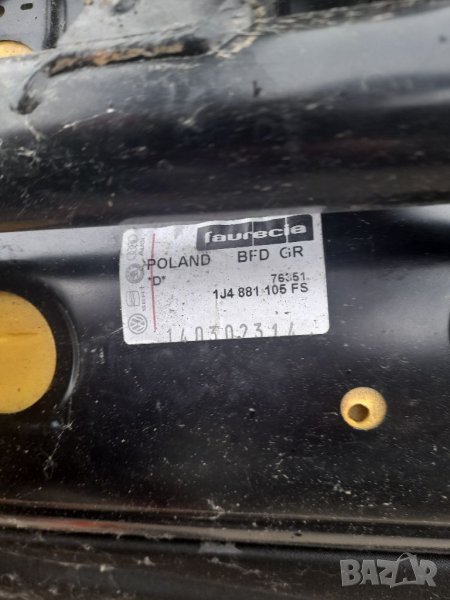 faurecia
POLAND BFD GR
"D" 76351
1J4 881 105 FS
140302314
BAZAR